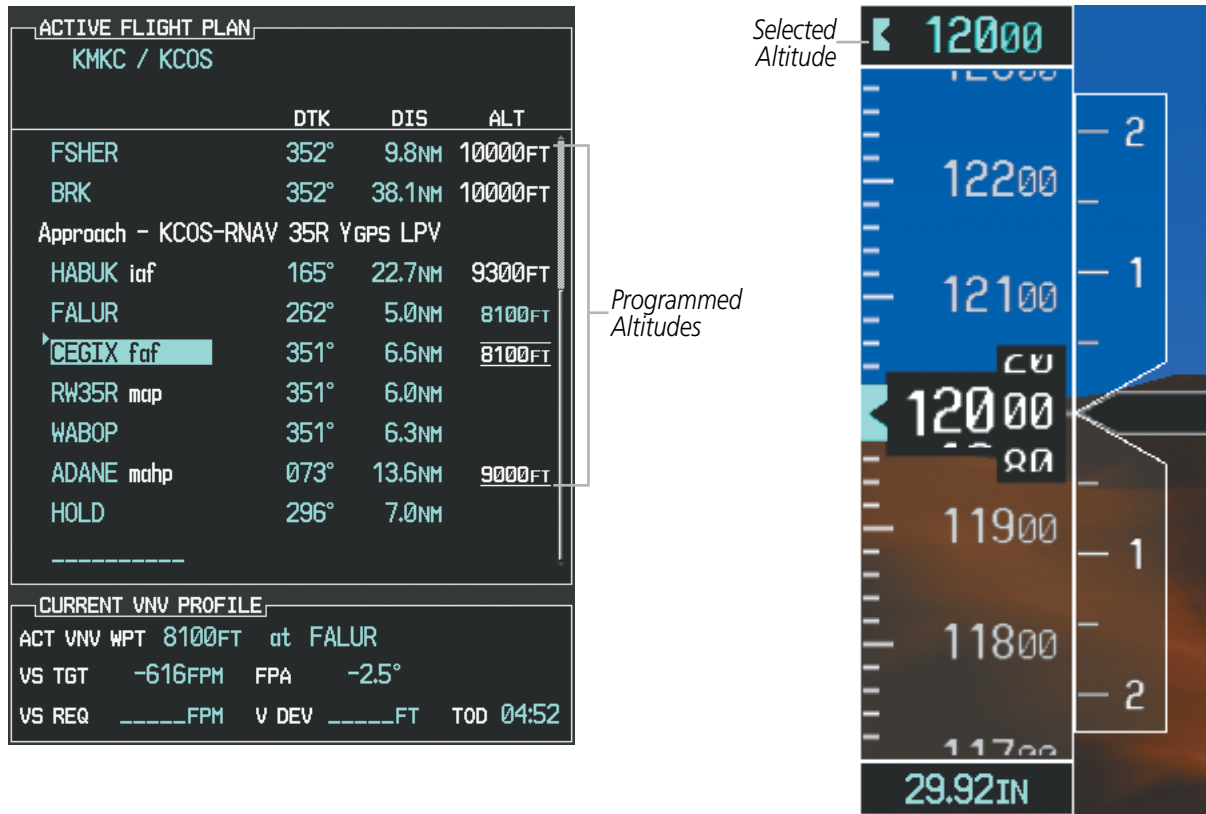 ACTIVE FLIGHT PLAN
KMKC / KCOS
DTK DIS ALT
FSHER 352° 9.8NM 10000FT
BRK 352° 38.1NM 10000FT
Approach - KCOS-RNAV 35R Y GPS LPV
HABUK iaf 165° 22.7NM 9300FT
FALUR 262° 5.0NM 8100FT
CEGIX faf 351° 6.6NM 8100FT
RW35R map 351° 6.0NM
WABOP 351° 6.3NM
ADANE mahp 073° 13.6NM 9000FT
HOLD 296° 7.0NM
__________
CURRENT VNV PROFILE
ACT VNV WPT 8100FT at FALUR
VS TGT -616FPM FPA -2.5°
VS REQ _____FPM V DEV _____FT TOD 04:52
Programmed
Altitudes
Selected
Altitude
12000
2
12200
1
12100
20
12000
80
11900
1
11800
2
11700
29.92IN